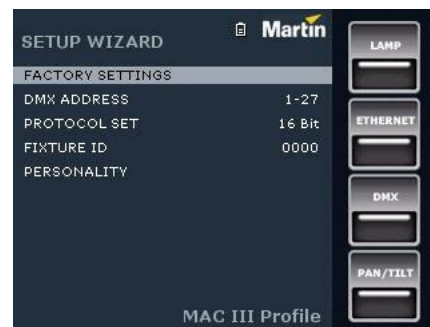 SETUP WIZARD
Martin
FACTORY SETTINGS
DMX ADDRESS 1-27
PROTOCOL SET 16 Bit
FIXTURE ID 0000
PERSONALITY
MAC III Profile
LAMP
ETHERNET
DMX
PAN/TILT